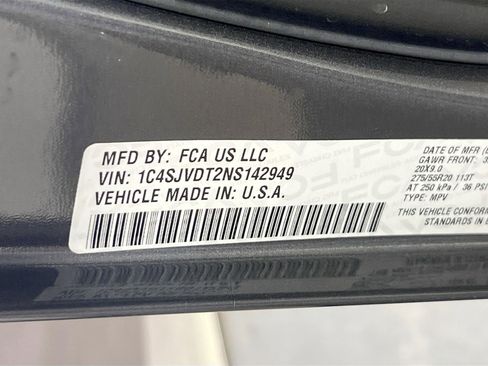 MFD BY: FCA US LLC
VIN: 1C4SJVDT2NS142949
VEHICLE MADE IN: U.S.A.
DATE OF MFR
GAWR FRONT:
20X9.0
275/55R20 113T
AT 250 kPa / 36 PSI
TYPE: MPV
THIS VEHICLE
STANDARDS IN